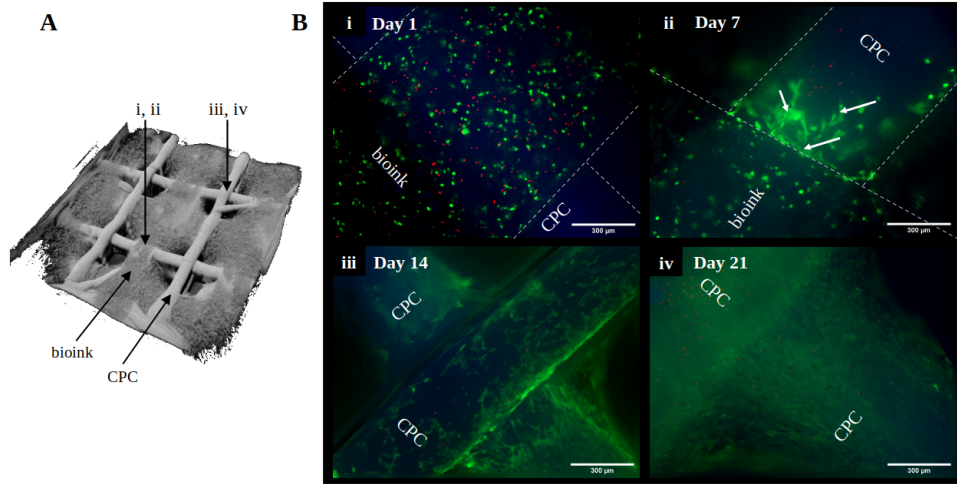 A
B
i, ii
iii, iv
bioink
CPC
i Day 1
bioink
CPC
300 µm
ii Day 7
CPC
bioink
300 µm
iii Day 14
CPC
CPC
300 µm
iv Day 21
CPC
CPC
300 µm